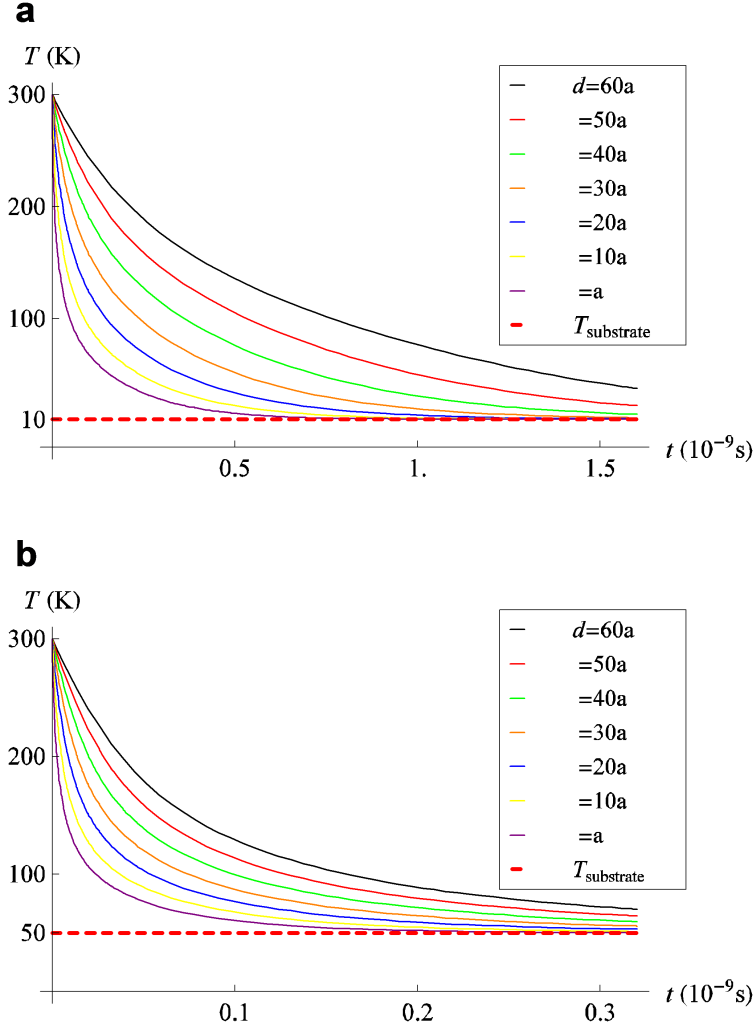 a
T (K)
300
200
100
10
0.5
1.
1.5
t (10⁻⁹s)
d=60a
=50a
=40a
=30a
=20a
=10a
=a
Tsubstrate
b
T (K)
300
200
100
50
0.1
0.2
0.3
t (10⁻⁹s)
d=60a
=50a
=40a
=30a
=20a
=10a
=a
Tsubstrate